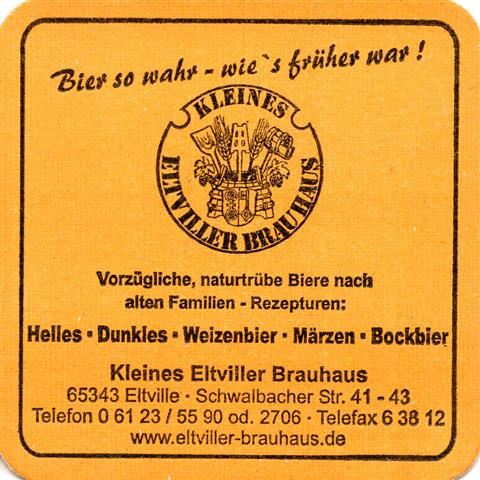 Bier so wahr - wie`s früher war !
KLEINES
ELTVILLER BRAUHAUS
Vorzügliche, naturtrübe Biere nach
alten Familien - Rezepturen:
Helles ▪ Dunkles ▪ Weizenbier ▪ Märzen ▪ Bockbier
Kleines Eltviller Brauhaus
65343 Eltville · Schwalbacher Str. 41 - 43
Telefon 0 61 23 / 55 90 od. 2706 · Telefax 6 38 12
www.eltviller-brauhaus.de